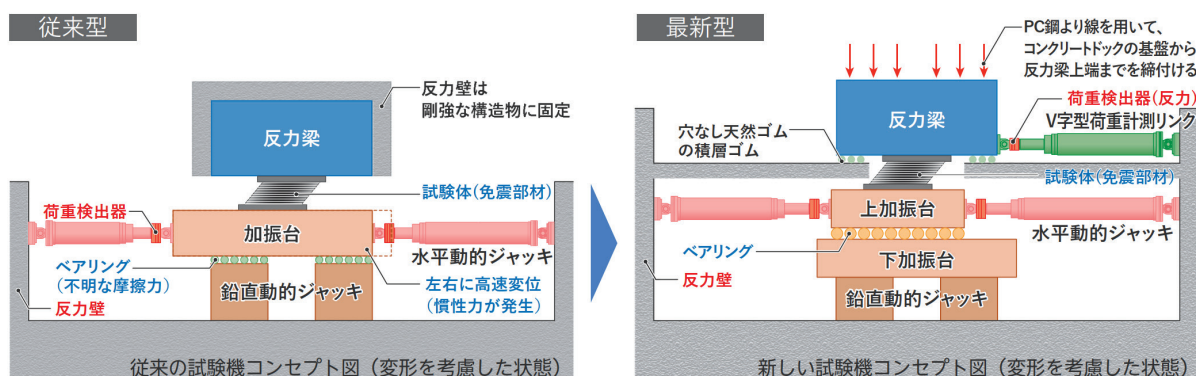 従来型
反力壁は
剛強な構造物に固定
反力梁
試験体(免震部材)
荷重検出器
加振台
水平動的ジャッキ
ベアリング
(不明な摩擦力)
左右に高速変位
(慣性力が発生)
反力壁
鉛直動的ジャッキ
従来の試験機コンセプト図(変形を考慮した状態)
最新型
PC鋼より線を用いて、
コンクリートドックの基盤から
反力梁上端までを締付ける
荷重検出器(反力)
V字型荷重計測リンク
反力梁
穴なし天然ゴム
の積層ゴム
試験体(免震部材)
上加振台
水平動的ジャッキ
ベアリング
下加振台
反力壁
鉛直動的ジャッキ
新しい試験機コンセプト図(変形を考慮した状態)